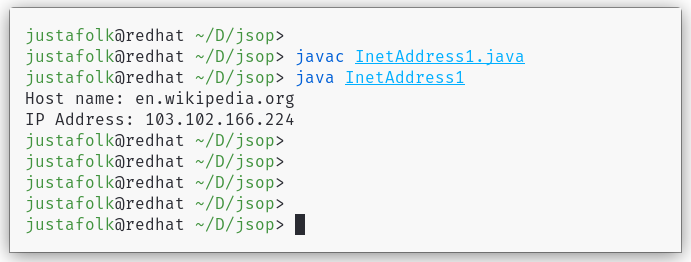 justafolk@redhat ~/D/jsop>
justafolk@redhat ~/D/jsop> javac InetAddress1.java
justafolk@redhat ~/D/jsop> java InetAddress1
Host name: en.wikipedia.org
IP Address: 103.102.166.224
justafolk@redhat ~/D/jsop>
justafolk@redhat ~/D/jsop>
justafolk@redhat ~/D/jsop>
justafolk@redhat ~/D/jsop>
justafolk@redhat ~/D/jsop>